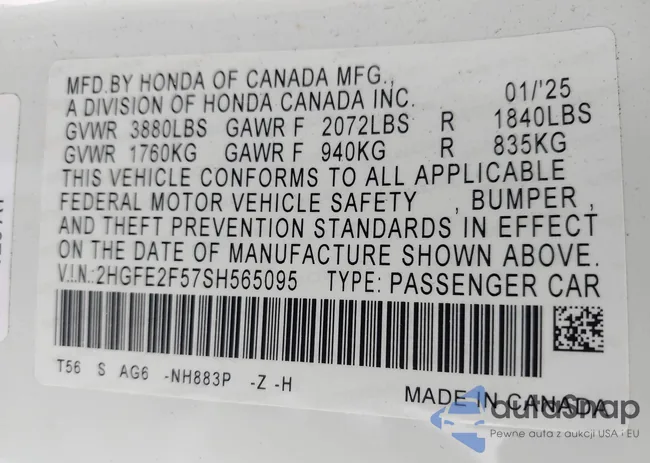 MFD.BY HONDA OF CANADA MFG.,
A DIVISION OF HONDA CANADA INC. 01/'25
GVWR 3880LBS GAWR F 2072LBS R 1840LBS
GVWR 1760KG GAWR F 940KG R 835KG
THIS VEHICLE CONFORMS TO ALL APPLICABLE
FEDERAL MOTOR VEHICLE SAFETY , BUMPER ,
AND THEFT PREVENTION STANDARDS IN EFFECT
ON THE DATE OF MANUFACTURE SHOWN ABOVE.
V.I.N.:2HGFE2F57SH565095 TYPE: PASSENGER CAR
T56 S AG6 -NH883P -Z -H
MADE IN CANADA
autoSnap
Pewne auta z aukcji USA i EU